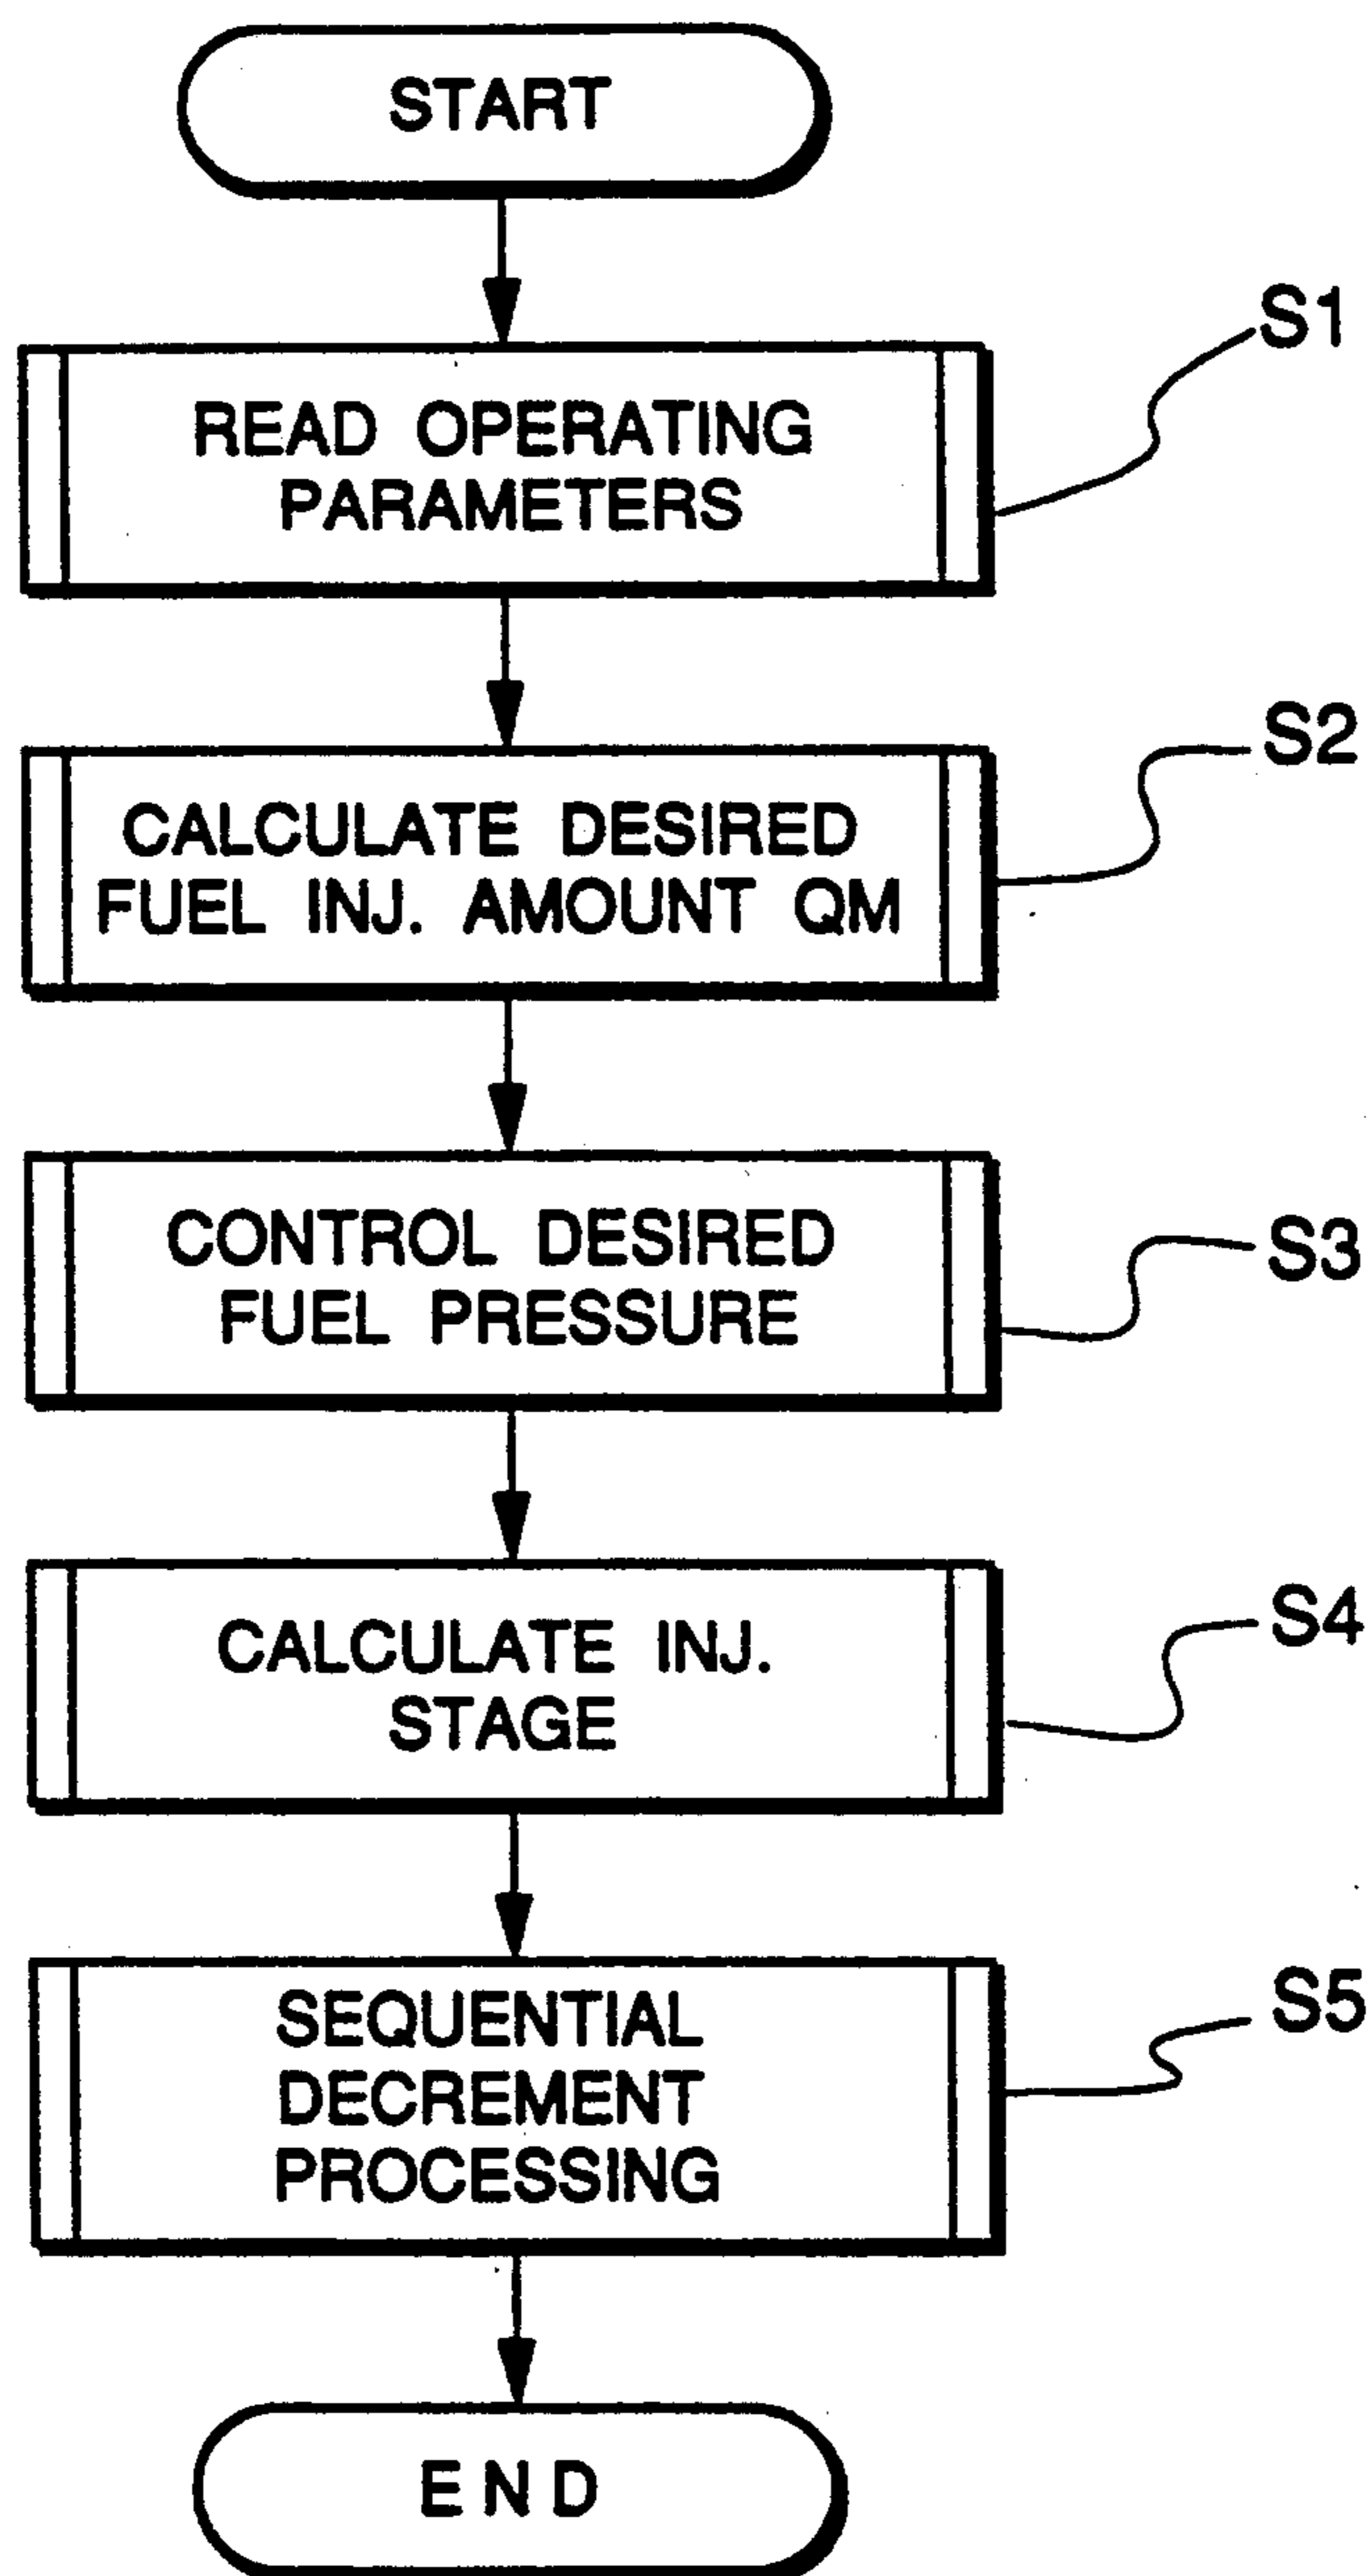 START
S1
READ OPERATING
PARAMETERS
S2
CALCULATE DESIRED
FUEL INJ. AMOUNT QM
S3
CONTROL DESIRED
FUEL PRESSURE
S4
CALCULATE INJ.
STAGE
S5
SEQUENTIAL
DECREMENT
PROCESSING
END